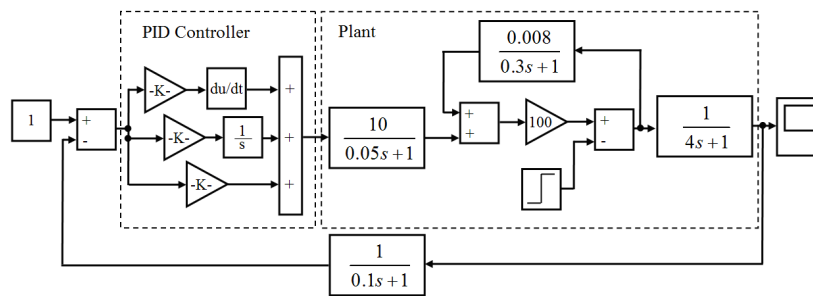 PID Controller
Plant
0.008
0.3s+1
-K-
du/dt
+
1
+
-
-K-
1
s
+
-K-
+
10
0.05s+1
+
+
100
+
-
1
4s+1
1
0.1s+1